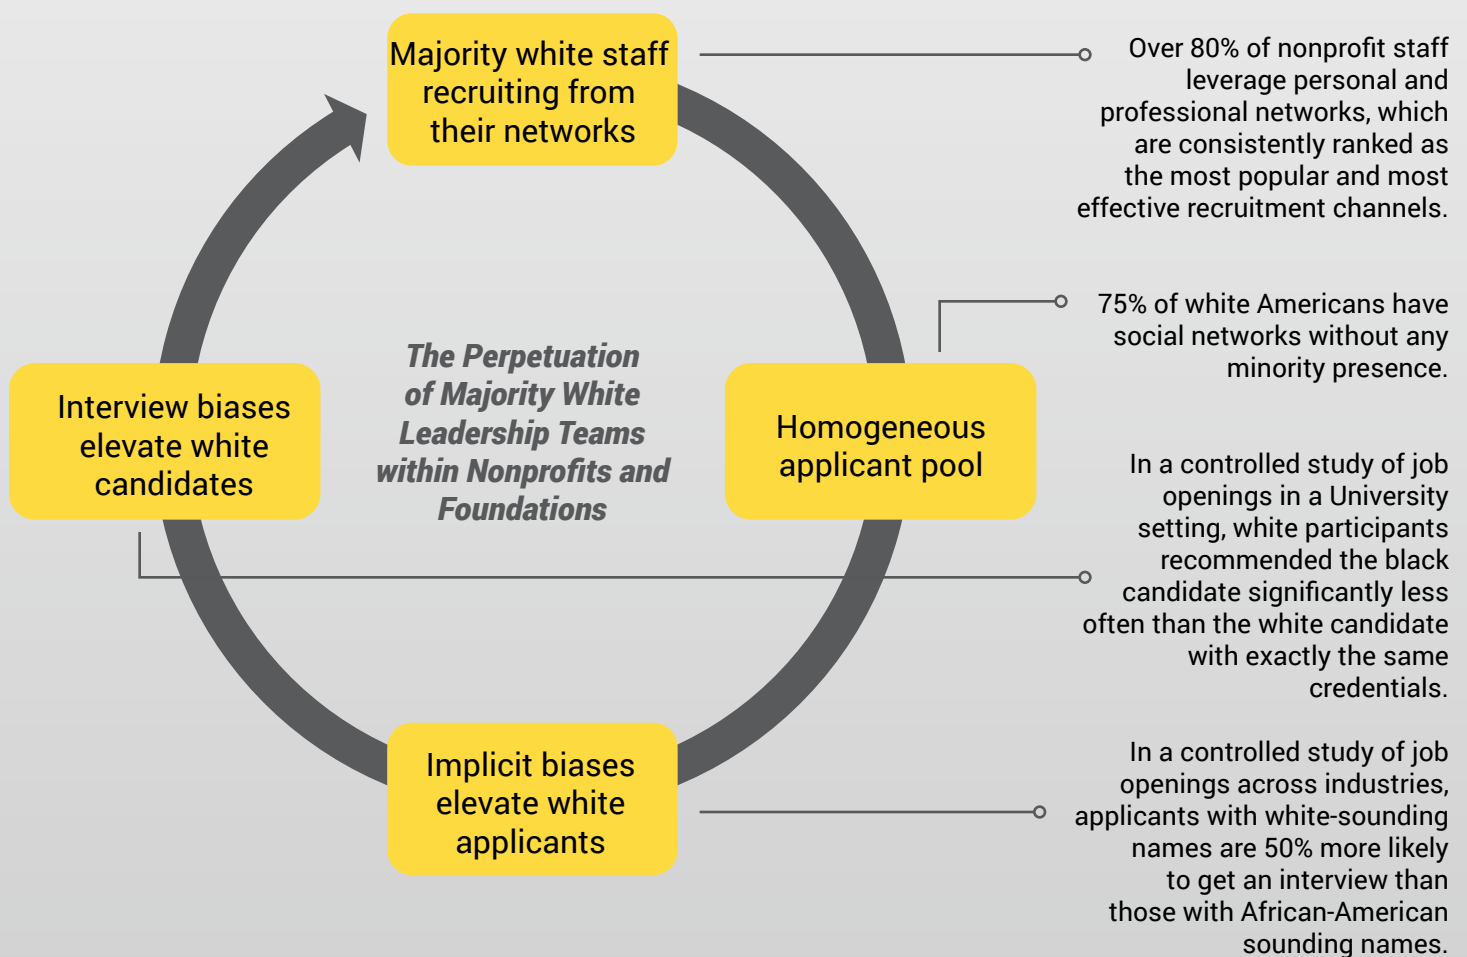 Majority white staff
recruiting from
their networks
Over 80% of nonprofit staff
leverage personal and
professional networks, which
are consistently ranked as
the most popular and most
effective recruitment channels.
75% of white Americans have
social networks without any
minority presence.
Homogeneous
applicant pool
The Perpetuation
of Majority White
Leadership Teams
within Nonprofits and
Foundations
Interview biases
elevate white
candidates
In a controlled study of job
openings in a University
setting, white participants
recommended the black
candidate significantly less
often than the white candidate
with exactly the same
credentials.
Implicit biases
elevate white
applicants
In a controlled study of job
openings across industries,
applicants with white-sounding
names are 50% more likely
to get an interview than
those with African-American
sounding names.